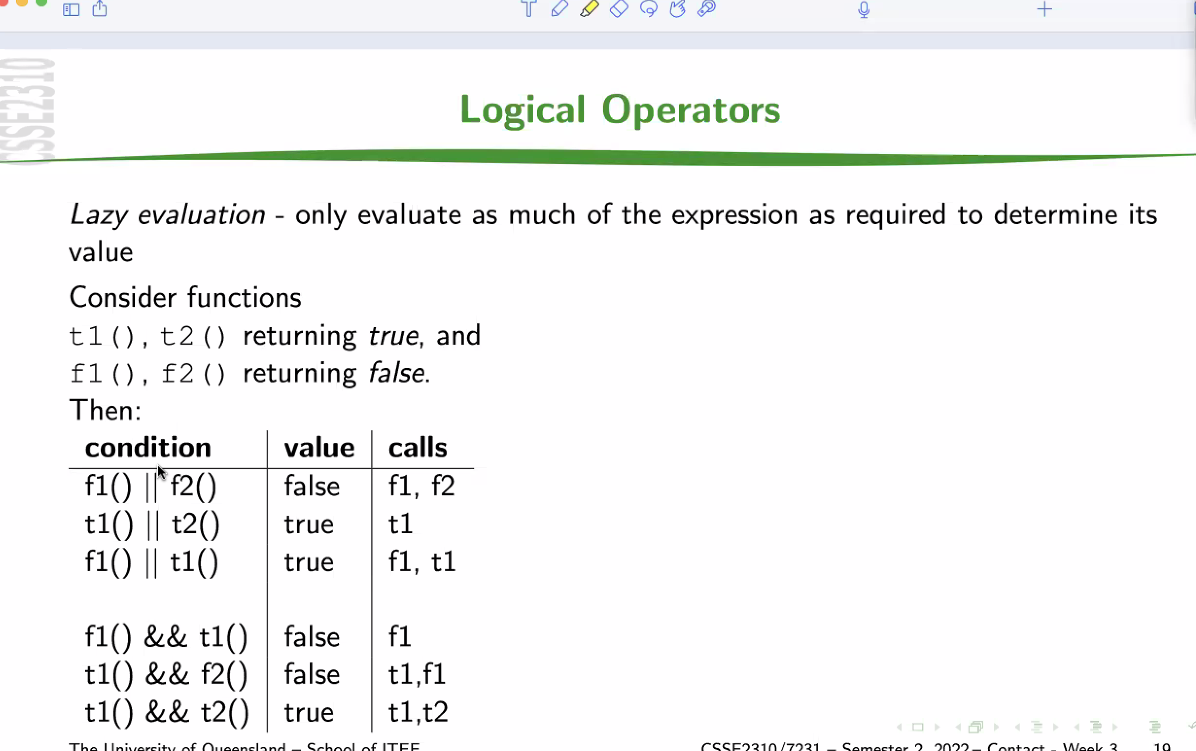 CSSE2310
Logical Operators
Lazy evaluation - only evaluate as much of the expression as required to determine its
value
Consider functions
t1(), t2() returning true, and
f1(), f2() returning false.
Then:
condition value calls
f1() || f2() false f1, f2
t1() || t2() true t1
f1() || t1() true f1, t1
f1() && t1() false f1
t1() && f2() false t1,f1
t1() && t2() true t1,t2
The University of Queensland – School of ITEE CSSE2310/7231 – Semester 2, 2022 – Contact - Week 3 19